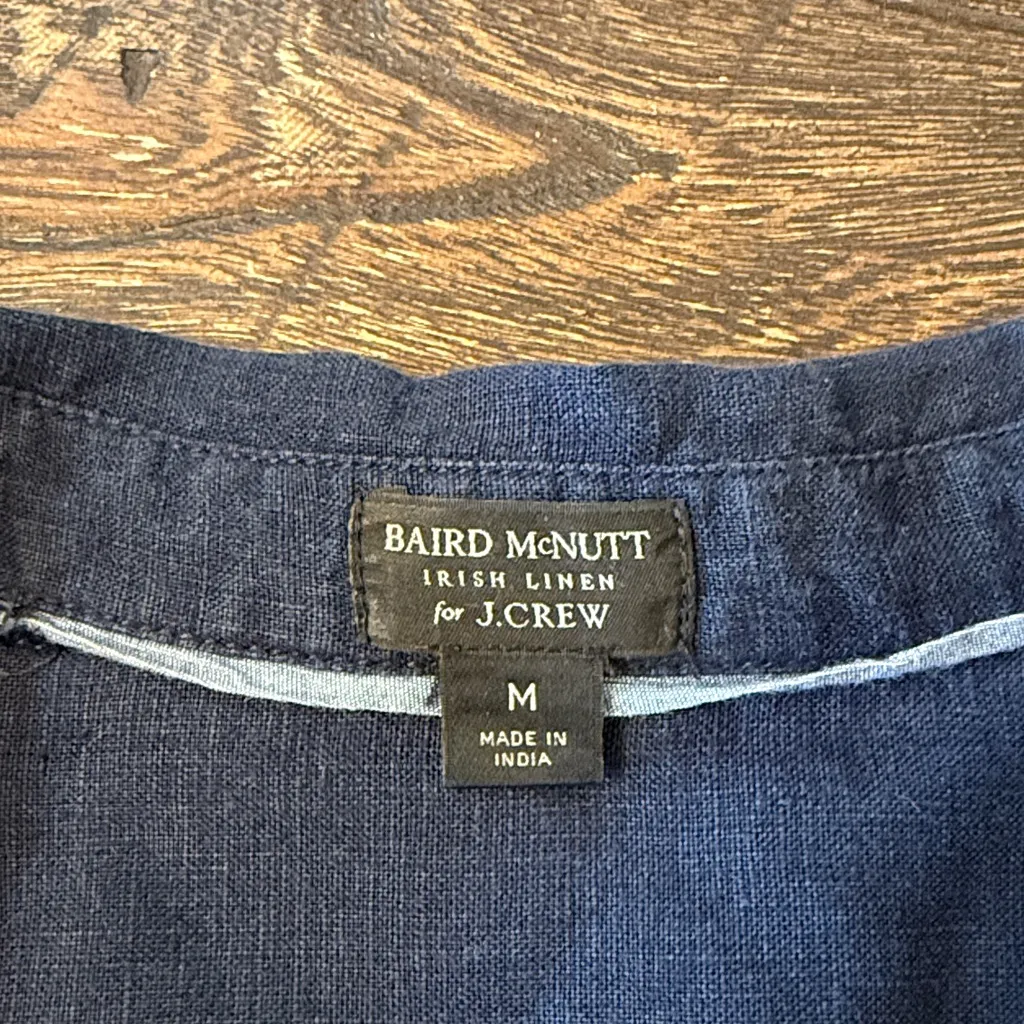 BAIRD McNUTT
IRISH LINEN
for J.CREW
M
MADE IN
INDIA